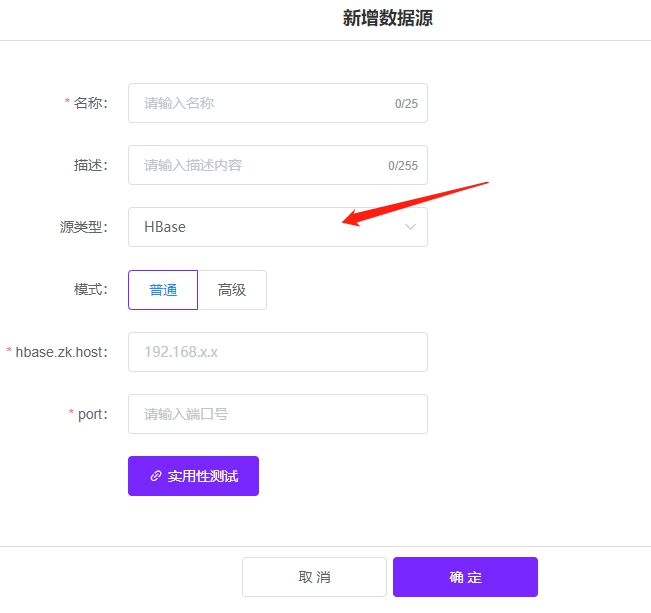 新增数据源
* 名称： 请输入名称 0/25
描述： 请输入描述内容 0/255
源类型： HBase
模式： 普通 高级
* hbase.zk.host： 192.168.x.x
* port： 请输入端口号
实用性测试
取 消 确 定